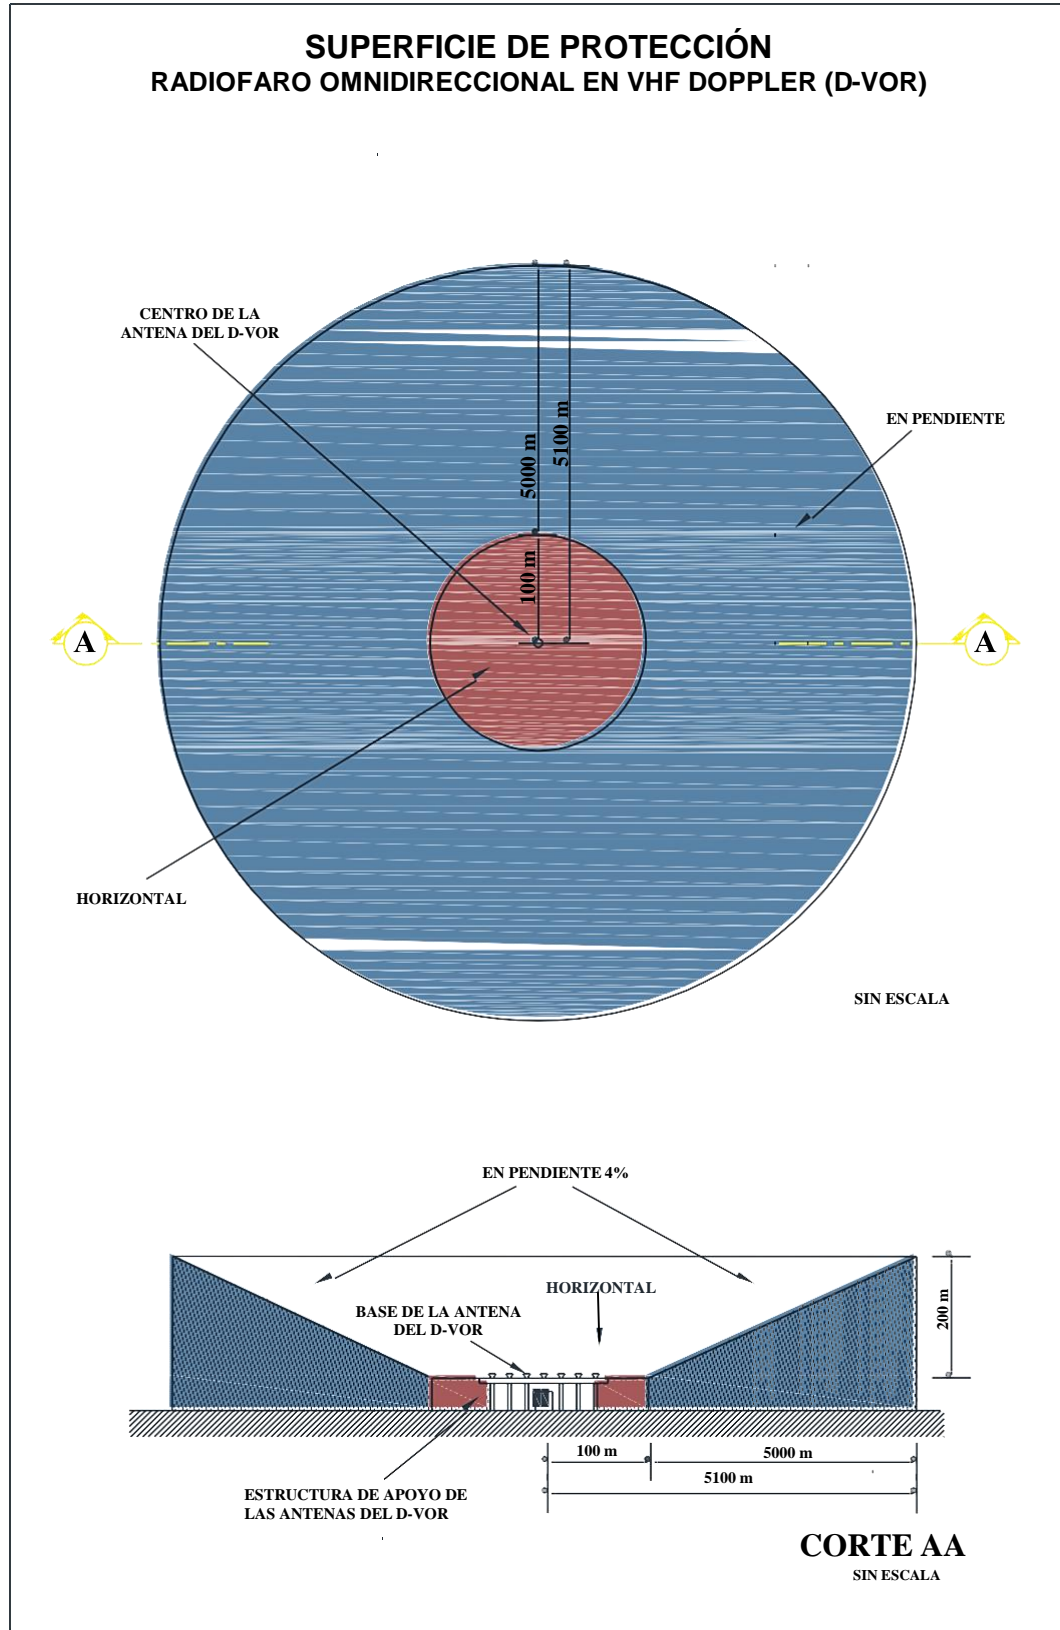 SUPERFICIE DE PROTECCIÓN
RADIOFARO OMNIDIRECCIONAL EN VHF DOPPLER (D-VOR)
CENTRO DE LA
ANTENA DEL D-VOR
EN PENDIENTE
5000 m
5100 m
100 m
A
A
HORIZONTAL
SIN ESCALA
EN PENDIENTE 4%
HORIZONTAL
BASE DE LA ANTENA
DEL D-VOR
200 m
100 m
5000 m
5100 m
ESTRUCTURA DE APOYO DE
LAS ANTENAS DEL D-VOR
CORTE AA
SIN ESCALA